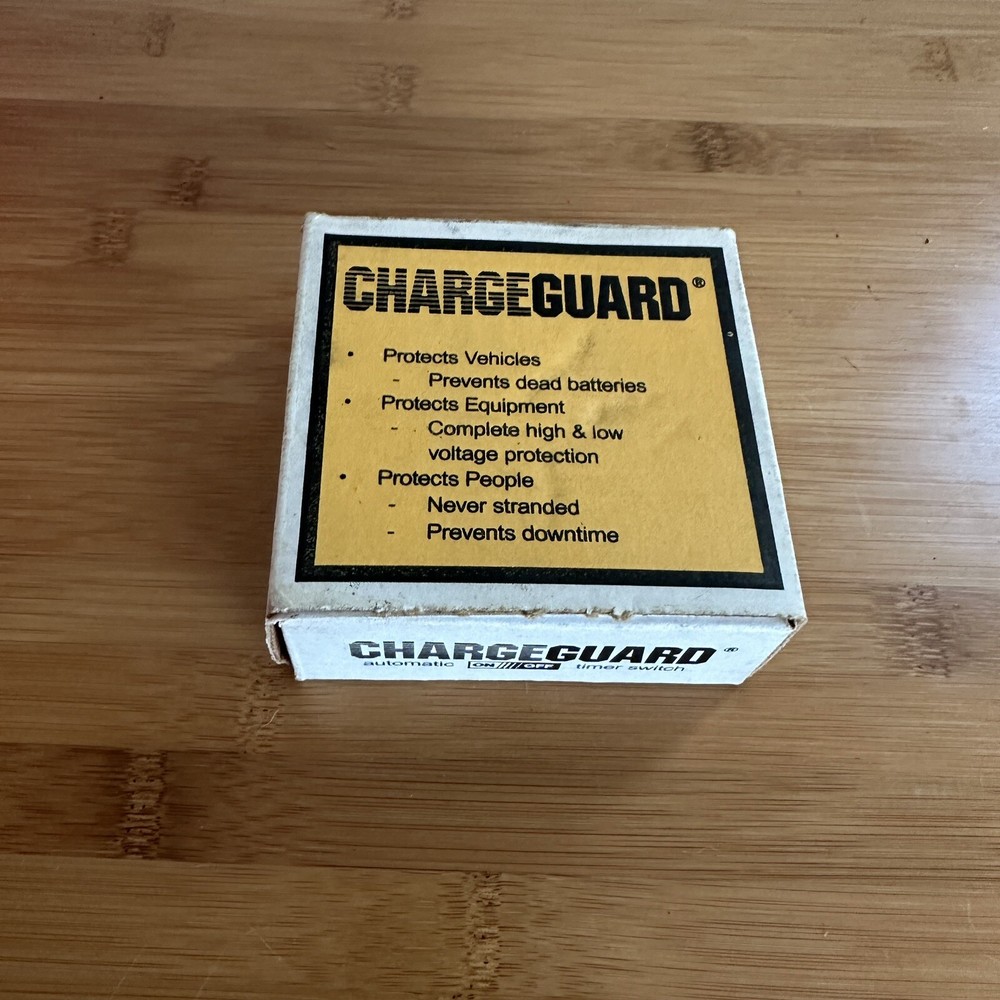 CHARGEGUARD®
• Protects Vehicles
- Prevents dead batteries
• Protects Equipment
- Complete high & low
voltage protection
• Protects People
- Never stranded
- Prevents downtime
CHARGEGUARD®
automatic ON OFF timer switch